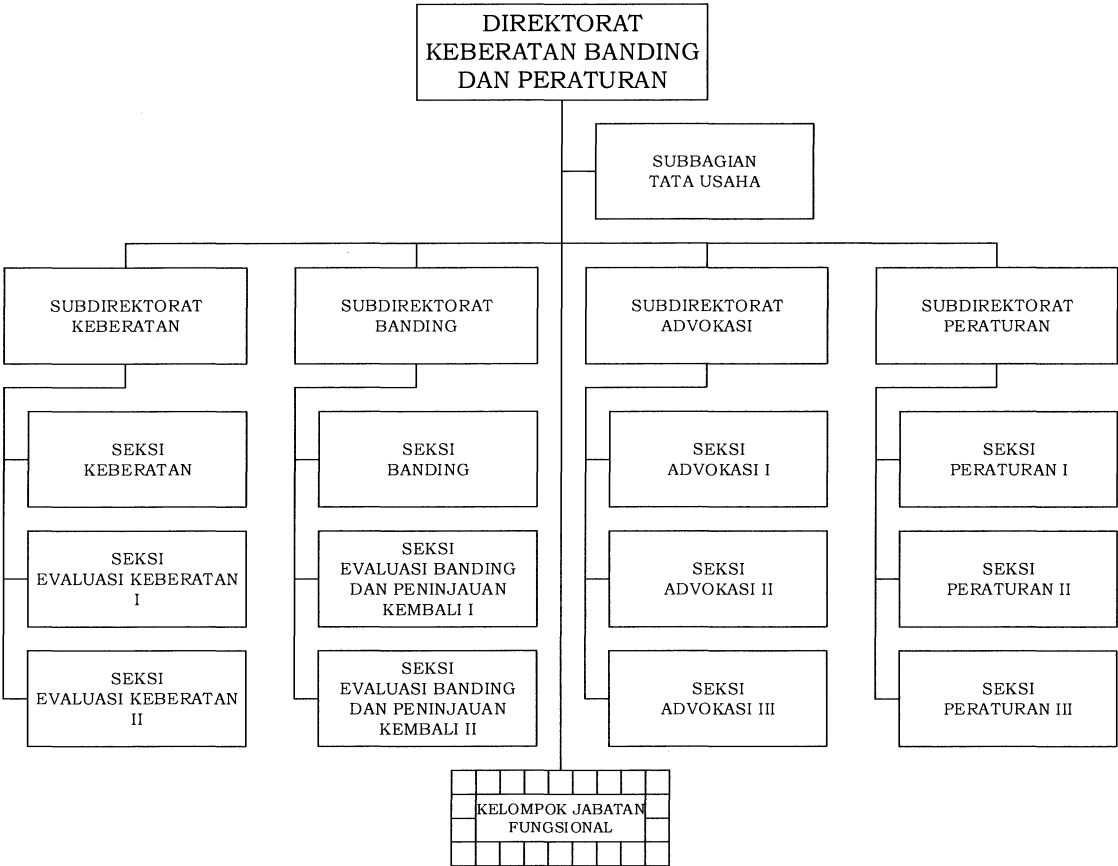 DIREKTORAT
KEBERATAN BANDING
DAN PERATURAN
SUBBAGIAN
TATA USAHA
SUBDIREKTORAT
KEBERATAN
SUBDIREKTORAT
BANDING
SUBDIREKTORAT
ADVOKASI
SUBDIREKTORAT
PERATURAN
SEKSI
KEBERATAN
SEKSI
BANDING
SEKSI
ADVOKASI I
SEKSI
PERATURAN I
SEKSI
EVALUASI KEBERATAN
I
SEKSI
EVALUASI BANDING
DAN PENINJAUAN
KEMBALI I
SEKSI
ADVOKASI II
SEKSI
PERATURAN II
SEKSI
EVALUASI KEBERATAN
II
SEKSI
EVALUASI BANDING
DAN PENINJAUAN
KEMBALI II
SEKSI
ADVOKASI III
SEKSI
PERATURAN III
KELOMPOK JABATAN
FUNGSIONAL